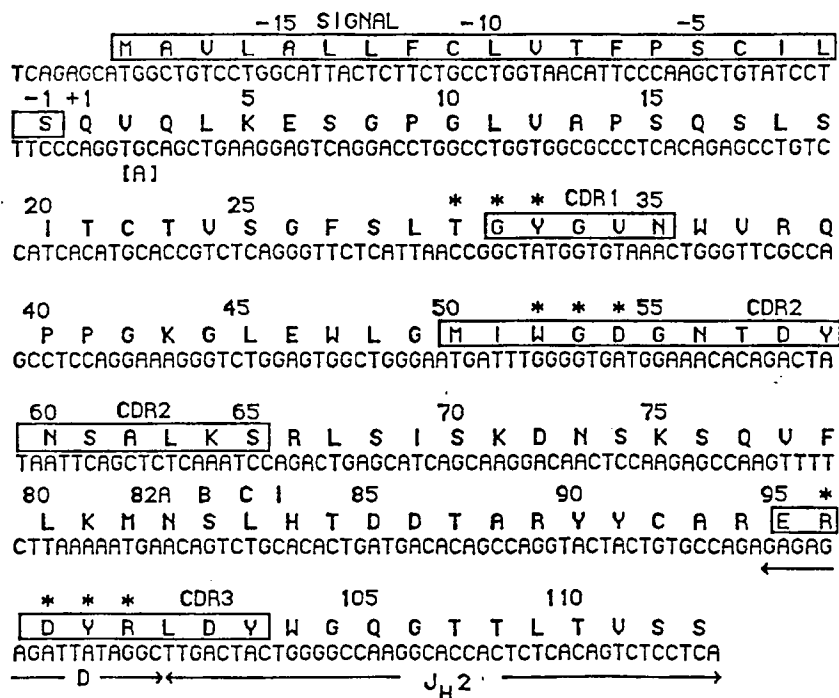 -15 SIGNAL -10 -5
M A V L A L L F C L V T F P S C I L
TCAGAGCATGGCTGTCCTGGCATTACTCTTCTGCCTGGTAACATTCCCAAGCTGTATCCT
-1 +1 5 10 15
S Q V Q L K E S G P G L V A P S Q S L S
TTCCCAGGTGCAGCTGAAGGAGTCAGGACCTGGCCTGGTGGCGCCCTCACAGAGCCTGTC
[A]
20 25 * * * CDR1 35
I T C T V S G F S L T G Y G V N W V R Q
CATCACATGCACCGTCTCAGGGTTCTCATTAACCGGCTATGGTGTAAACTGGGTTCGCCA
40 45 50 * * * 55 CDR2
P P G K G L E W L G M I W G D G N T D Y
GCCTCCAGGAAAGGGTCTGGAGTGGCTGGGAATGATTTGGGGTGATGGAAACACAGACTA
60 CDR2 65 70 75
N S A L K S R L S I S K D N S K S Q V F
TAATTCAGCTCTCAAATCCAGACTGAGCATCAGCAAGGACAACTCCAAGAGCCAAGTTTT
80 82A B C I 85 90 95 *
L K M N S L H T D D T A R Y Y C A R E R
CTTAAAAATGAACAGTCTGCACACTGATGACACAGCCAGGTACTACTGTGCCAGAGAGAG
* * * CDR3 105 110
D Y R L D Y W G Q G T T L T V S S
AGATTATAGGCTTGACTACTGGGGCCAAGGCACCACTCTCACAGTCTCCTCA
D JH2